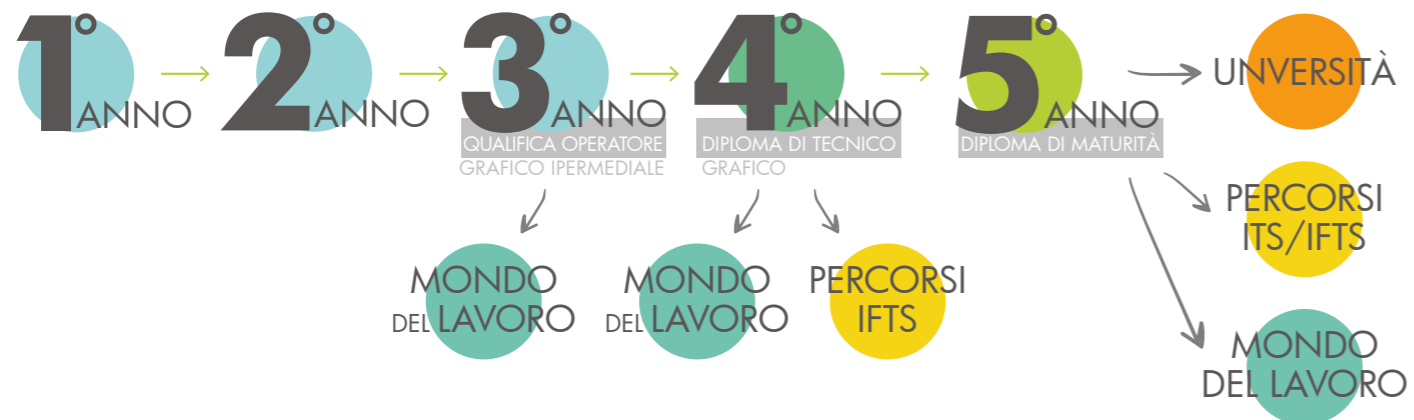 1° ANNO
2° ANNO
3° ANNO
QUALIFICA OPERATORE
GRAFICO IPERMEDIALE
4° ANNO
DIPLOMA DI TECNICO
GRAFICO
5° ANNO
DIPLOMA DI MATURITÀ
UNVERSITÀ
PERCORSI
ITS/IFTS
MONDO
DEL LAVORO
MONDO
DEL LAVORO
PERCORSI
IFTS
MONDO
DEL LAVORO